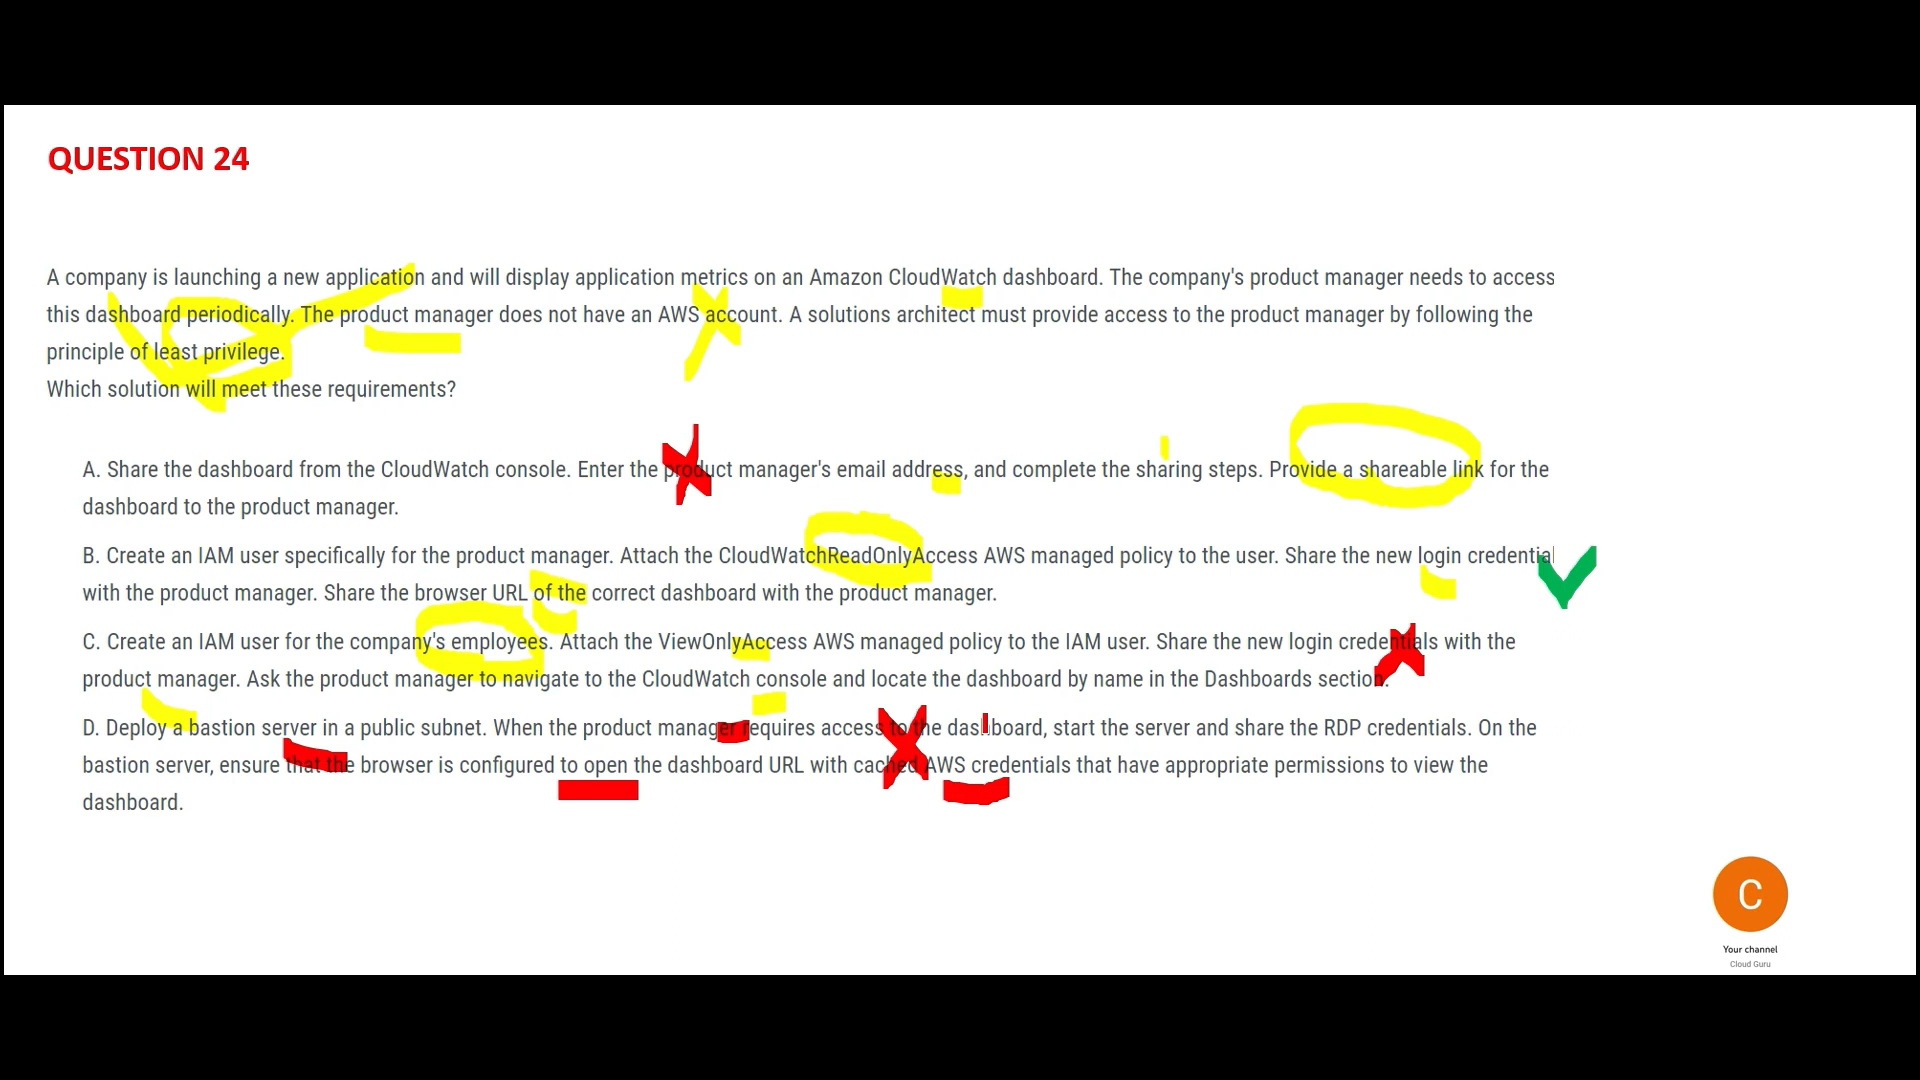 QUESTION 24
A company is launching a new application and will display application metrics on an Amazon CloudWatch dashboard. The company's product manager needs to access
this dashboard periodically. The product manager does not have an AWS account. A solutions architect must provide access to the product manager by following the
principle of least privilege.
Which solution will meet these requirements?
A. Share the dashboard from the CloudWatch console. Enter the product manager's email address, and complete the sharing steps. Provide a shareable link for the
dashboard to the product manager.
B. Create an IAM user specifically for the product manager. Attach the CloudWatchReadOnlyAccess AWS managed policy to the user. Share the new login credential
with the product manager. Share the browser URL of the correct dashboard with the product manager.
C. Create an IAM user for the company's employees. Attach the ViewOnlyAccess AWS managed policy to the IAM user. Share the new login credentials with the
product manager. Ask the product manager to navigate to the CloudWatch console and locate the dashboard by name in the Dashboards section.
D. Deploy a bastion server in a public subnet. When the product manager requires access to the dashboard, start the server and share the RDP credentials. On the
bastion server, ensure that the browser is configured to open the dashboard URL with cached AWS credentials that have appropriate permissions to view the
dashboard.
C
Your channel
Cloud Guru